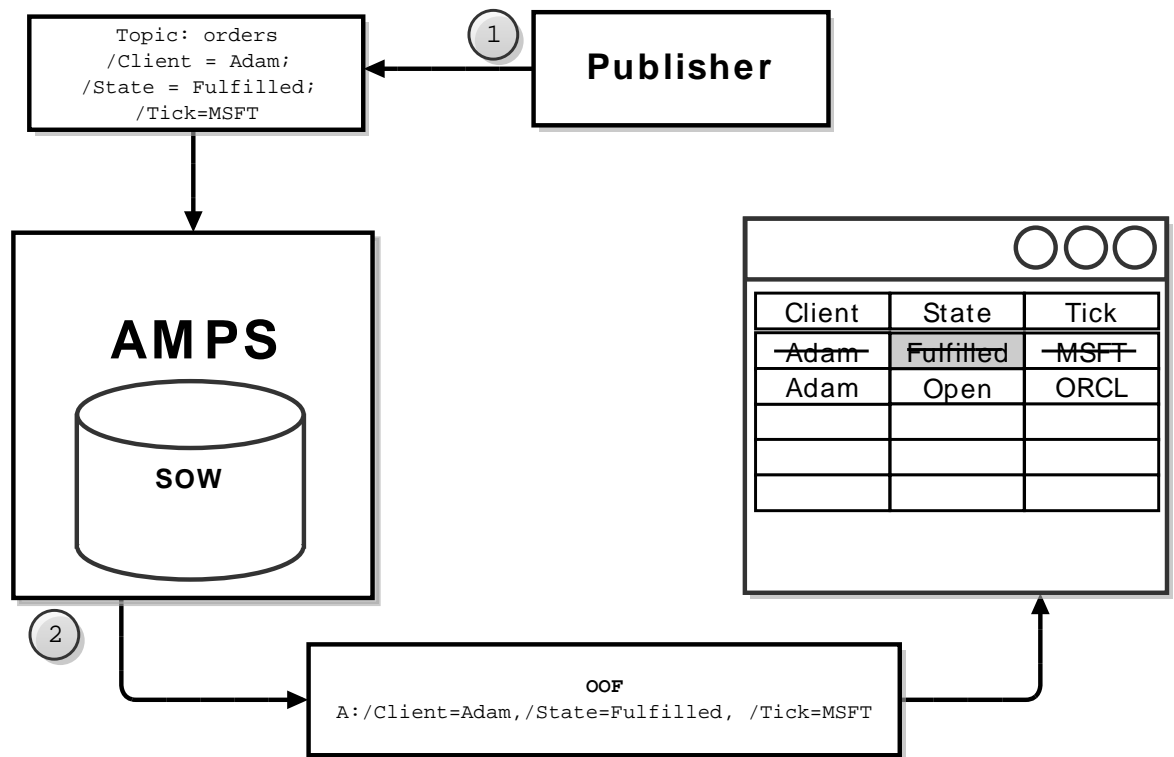 Topic: orders
/Client = Adam;
/State = Fulfilled;
/Tick=MSFT
1
Publisher
AMPS
SOW
Client State Tick
Adam Fulfilled MSFT
Adam Open ORCL
2
OOF
A:/Client=Adam,/State=Fulfilled, /Tick=MSFT